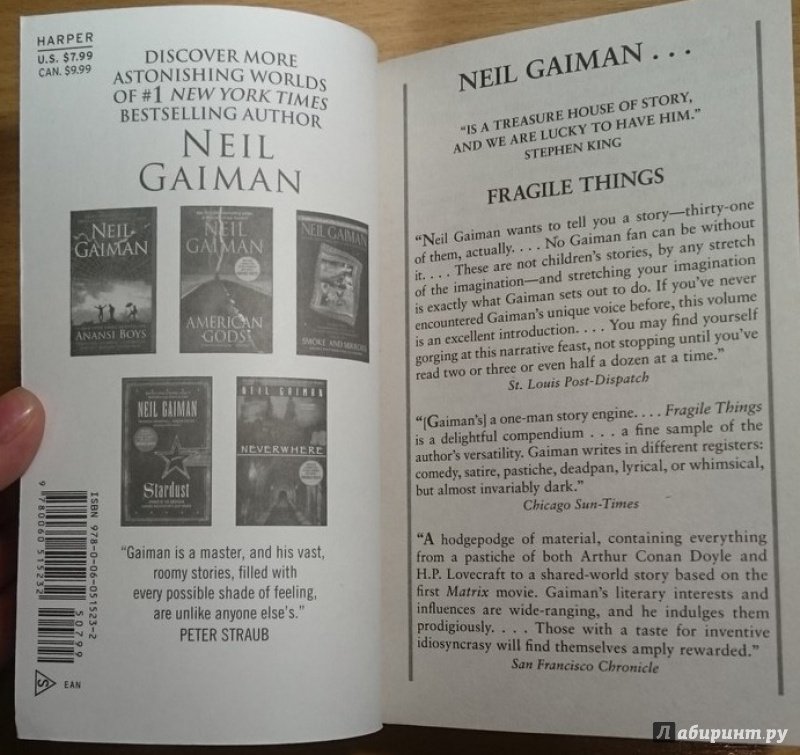 HARPER
U.S. $7.99
CAN. $9.99
DISCOVER MORE
ASTONISHING WORLDS
OF #1 NEW YORK TIMES
BESTSELLING AUTHOR
NEIL
GAIMAN
NEIL
GAIMAN
ANANSI BOYS
NEIL
GAIMAN
AMERICAN
GODS
NEIL GAIMAN
SMOKE AND MIRRORS
NEIL GAIMAN
Stardust
NEIL GAIMAN
NEVERWHERE
“Gaiman is a master, and his vast,
roomy stories, filled with
every possible shade of feeling,
are unlike anyone else’s.”
PETER STRAUB
ISBN 978-0-06-051523-2
9 780060 515232
50799
S
EAN
NEIL GAIMAN . . .
“IS A TREASURE HOUSE OF STORY,
AND WE ARE LUCKY TO HAVE HIM.”
STEPHEN KING
FRAGILE THINGS
“Neil Gaiman wants to tell you a story—thirty-one
of them, actually. . . . No Gaiman fan can be without
it. . . . These are not children’s stories, by any stretch
of the imagination—and stretching your imagination
is exactly what Gaiman sets out to do. If you’ve never
encountered Gaiman’s unique voice before, this volume
is an excellent introduction. . . . You may find yourself
gorging at this narrative feast, not stopping until you’ve
read two or three or even half a dozen at a time.”
St. Louis Post-Dispatch
“[Gaiman’s] a one-man story engine. . . . Fragile Things
is a delightful compendium . . . a fine sample of the
author’s versatility. Gaiman writes in different registers:
comedy, satire, pastiche, deadpan, lyrical, or whimsical,
but almost invariably dark.”
Chicago Sun-Times
“A hodgepodge of material, containing everything
from a pastiche of both Arthur Conan Doyle and
H.P. Lovecraft to a shared-world story based on the
first Matrix movie. Gaiman’s literary interests and
influences are wide-ranging, and he indulges them
prodigiously. . . . Those with a taste for inventive
idiosyncrasy will find themselves amply rewarded.”
San Francisco Chronicle
Лабиринт.ру